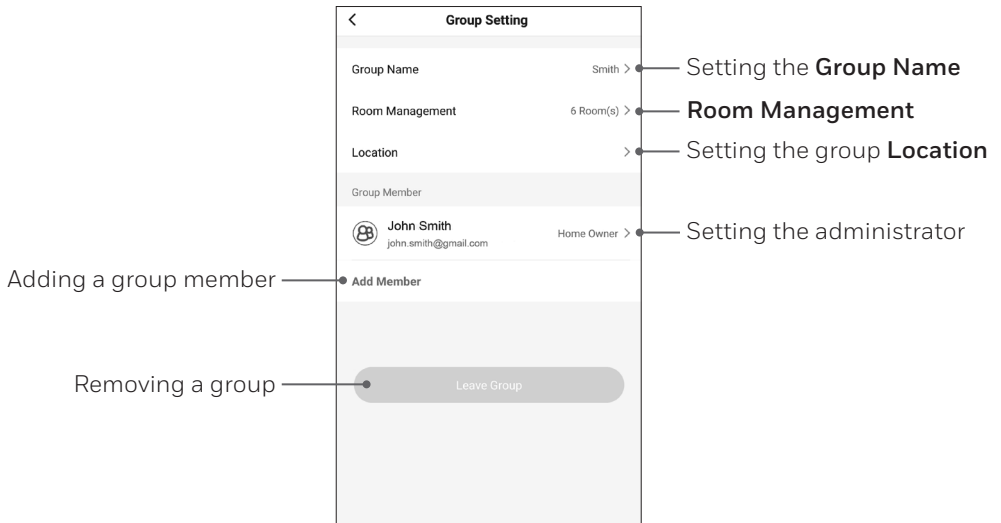 Group Setting
Group Name Smith
Setting the Group Name
Room Management 6 Room(s)
Room Management
Location
Setting the group Location
Group Member
John Smith
john.smith@gmail.com
Home Owner
Setting the administrator
Adding a group member
Add Member
Removing a group
Leave Group